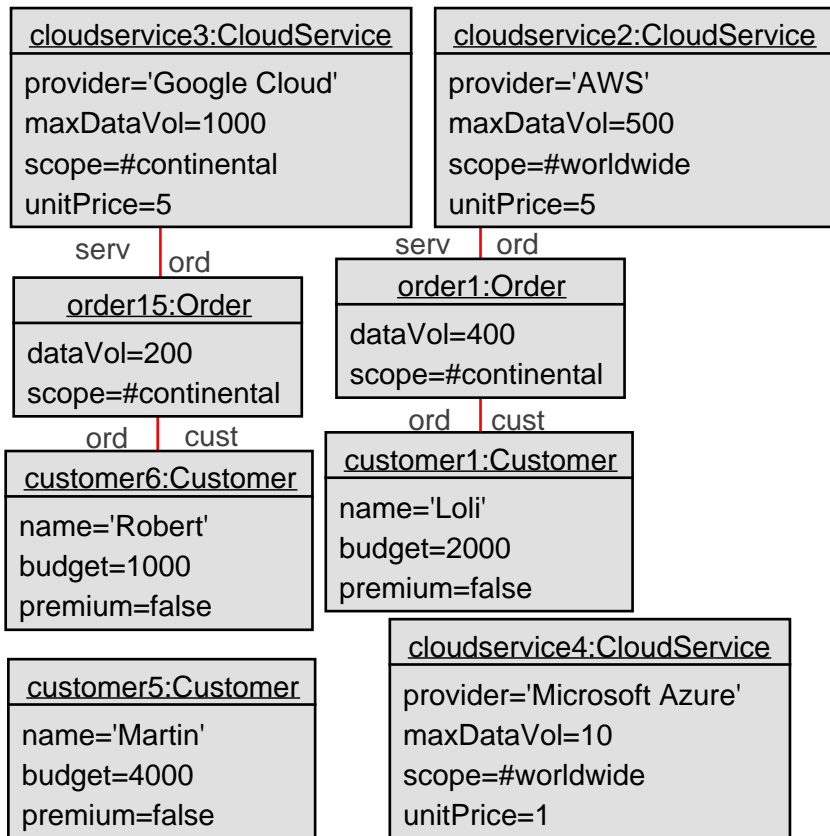 cloudservice3:CloudService
provider='Google Cloud'
maxDataVol=1000
scope=#continental
unitPrice=5
cloudservice2:CloudService
provider='AWS'
maxDataVol=500
scope=#worldwide
unitPrice=5
serv
ord
serv
ord
order15:Order
dataVol=200
scope=#continental
order1:Order
dataVol=400
scope=#continental
ord
cust
ord
cust
customer6:Customer
name='Robert'
budget=1000
premium=false
customer1:Customer
name='Loli'
budget=2000
premium=false
customer5:Customer
name='Martin'
budget=4000
premium=false
cloudservice4:CloudService
provider='Microsoft Azure'
maxDataVol=10
scope=#worldwide
unitPrice=1